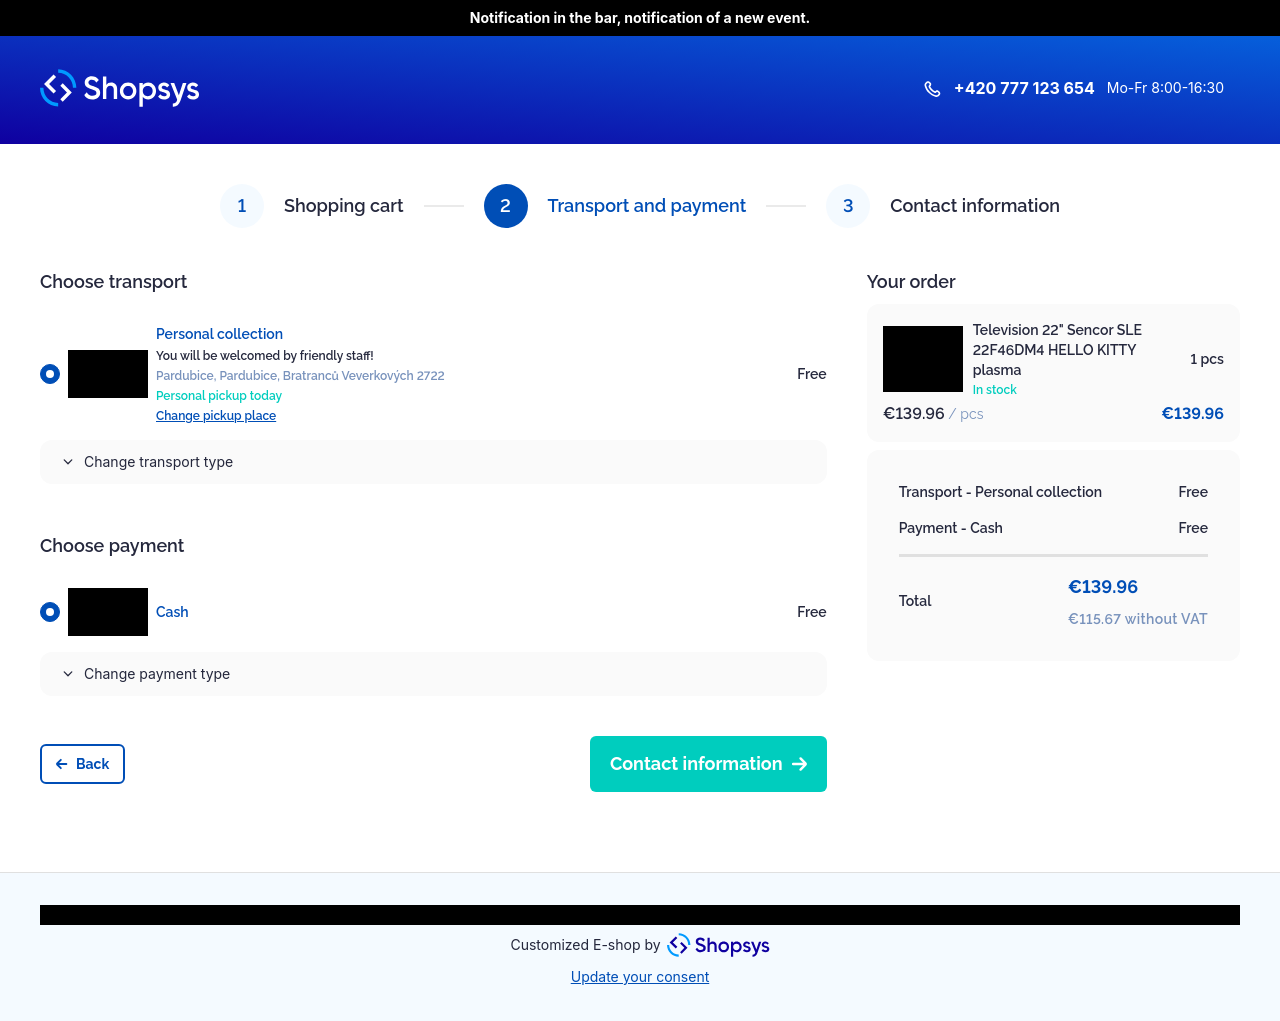 Notification in the bar, notification of a new event.
Shopsys
+420 777 123 654 Mo-Fr 8:00-16:30
1 Shopping cart 2 Transport and payment 3 Contact information
Choose transport
Personal collection
You will be welcomed by friendly staff!
Pardubice, Pardubice, Bratranců Veverkových 2722
Personal pickup today
Change pickup place
Free
Change transport type
Choose payment
Cash Free
Change payment type
Back Contact information
Your order
Television 22" Sencor SLE
22F46DM4 HELLO KITTY
plasma
In stock
1 pcs
€139.96 / pcs €139.96
Transport - Personal collection Free
Payment - Cash Free
Total €139.96
€115.67 without VAT
Customized E-shop by Shopsys
Update your consent